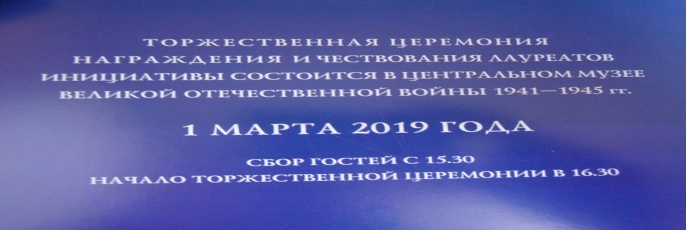 ТОРЖЕСТВЕННАЯ ЦЕРЕМОНИЯ
НАГРАЖДЕНИЯ И ЧЕСТВОВАНИЯ ЛАУРЕАТОВ
ИНИЦИАТИВЫ СОСТОИТСЯ В ЦЕНТРАЛЬНОМ МУЗЕЕ
ВЕЛИКОЙ ОТЕЧЕСТВЕННОЙ ВОЙНЫ 1941—1945 гг.
1 МАРТА 2019 ГОДА
СБОР ГОСТЕЙ С 15.30
НАЧАЛО ТОРЖЕСТВЕННОЙ ЦЕРЕМОНИИ В 16.30